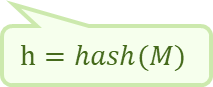 h = hash(M)